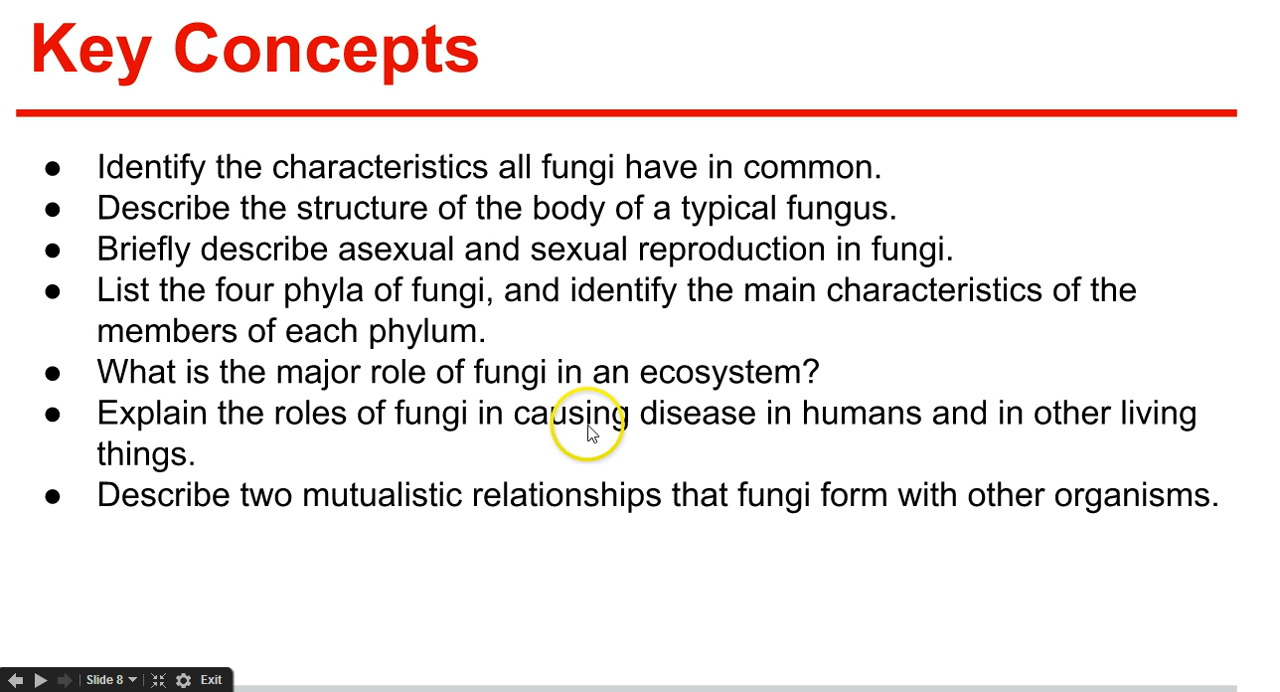 Key Concepts
● Identify the characteristics all fungi have in common.
● Describe the structure of the body of a typical fungus.
● Briefly describe asexual and sexual reproduction in fungi.
● List the four phyla of fungi, and identify the main characteristics of the
members of each phylum.
● What is the major role of fungi in an ecosystem?
● Explain the roles of fungi in causing disease in humans and in other living
things.
● Describe two mutualistic relationships that fungi form with other organisms.
Slide 8 Exit